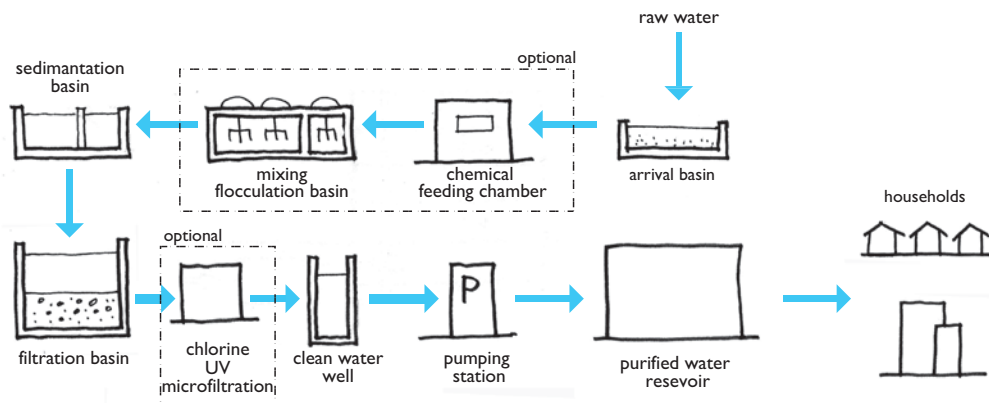 raw water
optional
sedimantation
basin
mixing
flocculation basin
chemical
feeding chamber
arrival basin
households
optional
P
filtration basin
chlorine
UV
microfiltration
clean water
well
pumping
station
purified water
resevoir